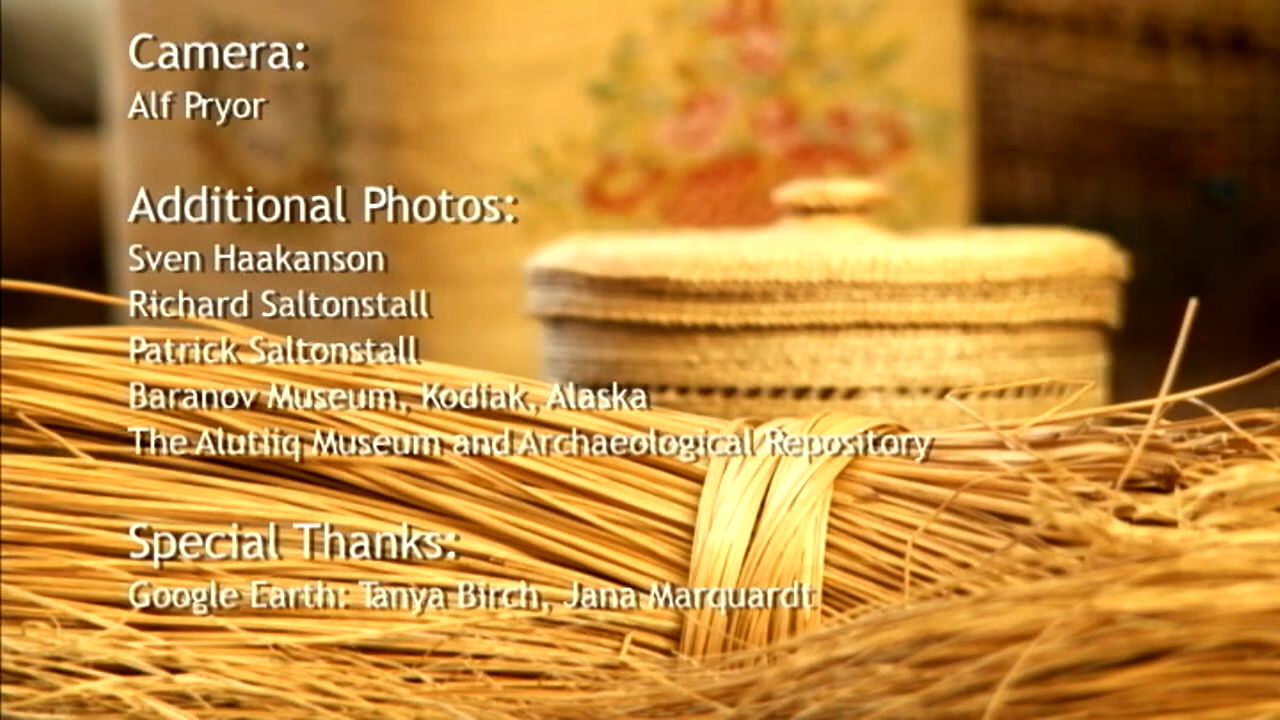 Camera:
Alf Pryor
Additional Photos:
Sven Haakanson
Richard Saltonstall
Patrick Saltonstall
Baranov Museum, Kodiak, Alaska
The Alutiiq Museum and Archaeological Repository
Special Thanks:
Google Earth: Tanya Birch, Jana Marquardt